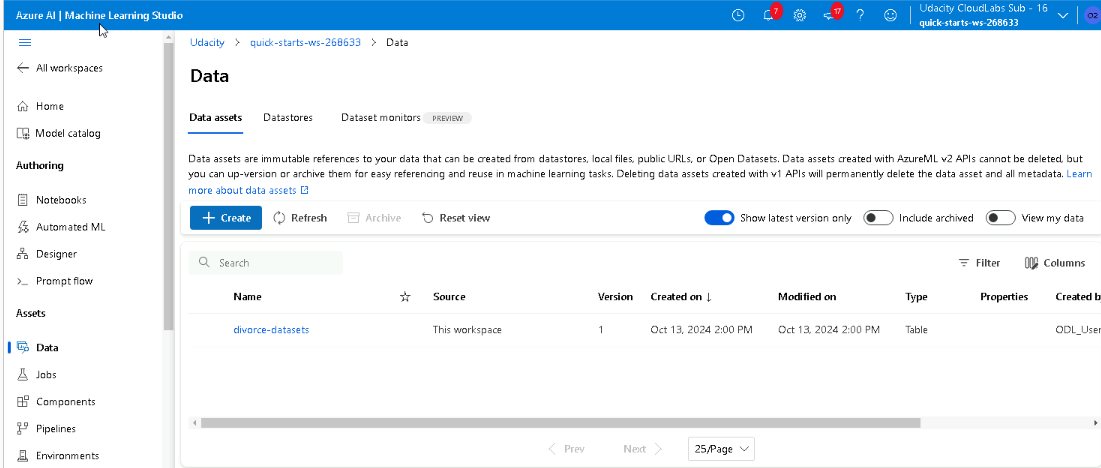 Azure AI | Machine Learning Studio
7
17
?
Udacity CloudLabs Sub - 16
quick-starts-ws-268633
O2
All workspaces
Home
Model catalog
Authoring
Notebooks
Automated ML
Designer
Prompt flow
Assets
Data
Jobs
Components
Pipelines
Environments
Udacity > quick-starts-ws-268633 > Data
Data
Data assets Datastores Dataset monitors PREVIEW
Data assets are immutable references to your data that can be created from datastores, local files, public URLs, or Open Datasets. Data assets created with AzureML v2 APIs cannot be deleted, but
you can up-version or archive them for easy referencing and reuse in machine learning tasks. Deleting data assets created with v1 APIs will permanently delete the data asset and all metadata. Learn
more about data assets
+ Create Refresh Archive Reset view Show latest version only Include archived View my data
Search Filter Columns
Name Source Version Created on ↓ Modified on Type Properties Created b
divorce-datasets This workspace 1 Oct 13, 2024 2:00 PM Oct 13, 2024 2:00 PM Table ODL_User
< Prev Next > 25/Page